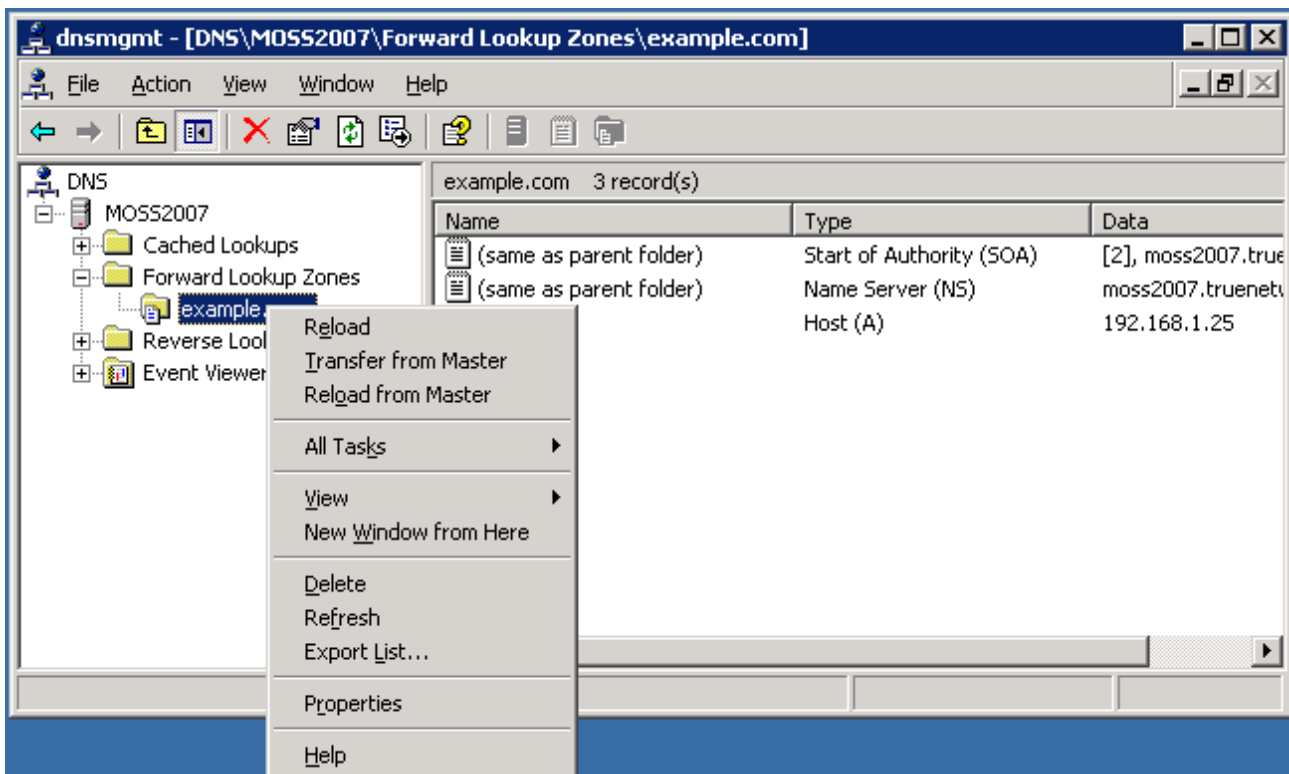 dnsmgmt - [DNS\MOSS2007\Forward Lookup Zones\example.com]
File Action View Window Help
DNS
MOSS2007
Cached Lookups
Forward Lookup Zones
example.
Reverse Lool
Event Viewer
example.com 3 record(s)
Name Type Data
(same as parent folder) Start of Authority (SOA) [2], moss2007.true
(same as parent folder) Name Server (NS) moss2007.truenet
Host (A) 192.168.1.25
Reload
Transfer from Master
Reload from Master
All Tasks
View
New Window from Here
Delete
Refresh
Export List...
Properties
Help